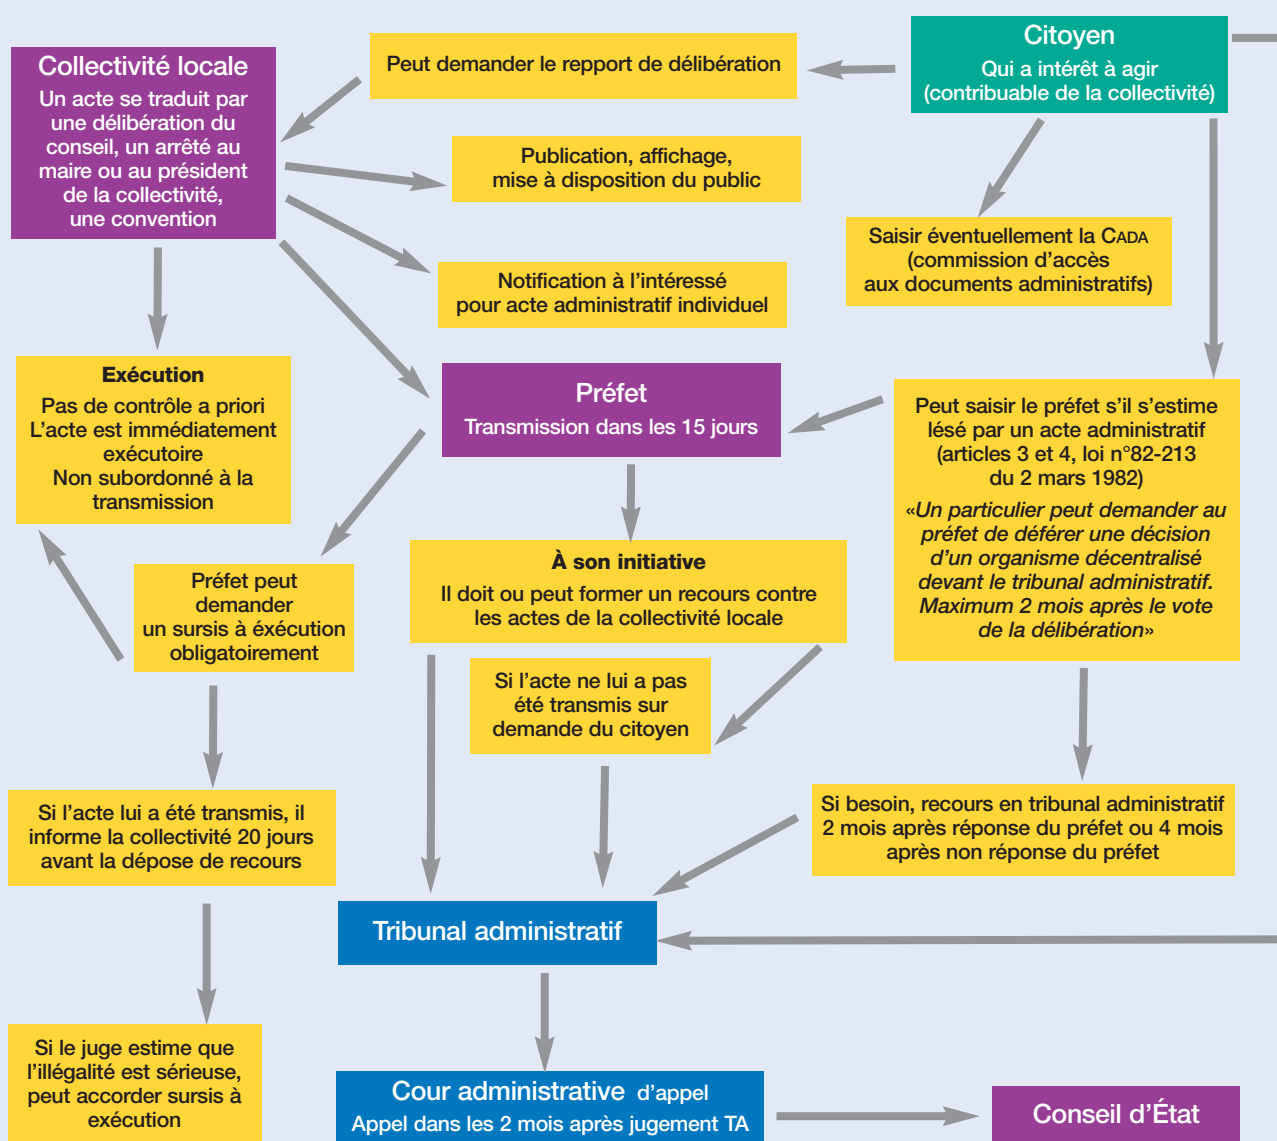 Citoyen
Qui a intérêt à agir
(contribuable de la collectivité)
Peut demander le repport de délibération
Collectivité locale
Un acte se traduit par
une délibération du
conseil, un arrêté au
maire ou au président
de la collectivité,
une convention
Publication, affichage,
mise à disposition du public
Saisir éventuellement la CADA
(commission d'accès
aux documents administratifs)
Notification à l'intéressé
pour acte administratif individuel
Exécution
Pas de contrôle a priori
L'acte est immédiatement
exécutoire
Non subordonné à la
transmission
Préfet
Transmission dans les 15 jours
Peut saisir le préfet s'il s'estime
lésé par un acte administratif
(articles 3 et 4, loi n°82-213
du 2 mars 1982)
«Un particulier peut demander au
préfet de déférer une décision
d'un organisme décentralisé
devant le tribunal administratif.
Maximum 2 mois après le vote
de la délibération»
À son initiative
Il doit ou peut former un recours contre
les actes de la collectivité locale
Préfet peut
demander
un sursis à éxécution
obligatoirement
Si l'acte ne lui a pas
été transmis sur
demande du citoyen
Si l'acte lui a été transmis, il
informe la collectivité 20 jours
avant la dépose de recours
Si besoin, recours en tribunal administratif
2 mois après réponse du préfet ou 4 mois
après non réponse du préfet
Tribunal administratif
Si le juge estime que
l'illégalité est sérieuse,
peut accorder sursis à
exécution
Cour administrative d'appel
Appel dans les 2 mois après jugement TA
Conseil d'État